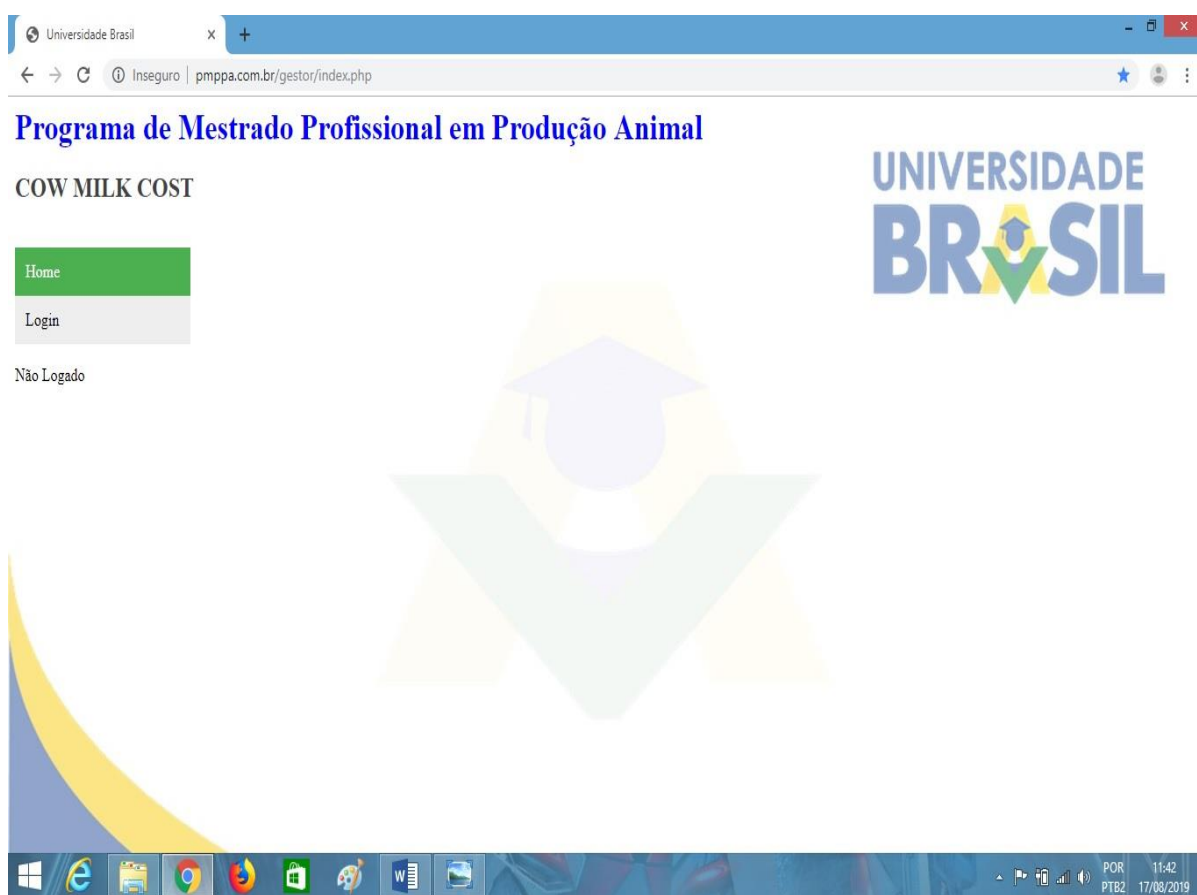 Universidade Brasil
Inseguro | pmppa.com.br/gestor/index.php
Programa de Mestrado Profissional em Produção Animal
COW MILK COST
UNIVERSIDADE
BRASIL
Home
Login
Não Logado
POR 11:42
PTB2 17/08/2019